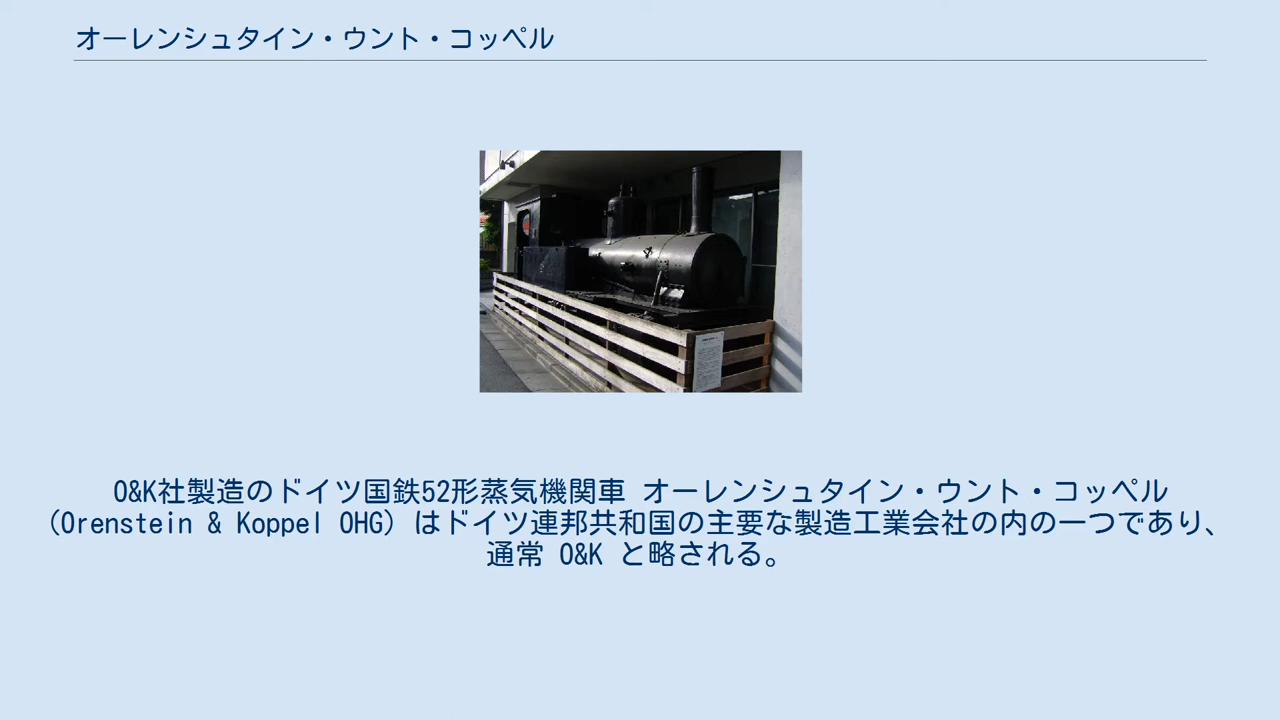 オーレンシュタイン・ウント・コッペル
O&K社製造のドイツ国鉄52形蒸気機関車 オーレンシュタイン・ウント・コッペル
（Orenstein & Koppel OHG）はドイツ連邦共和国の主要な製造工業会社の内の一つであり、
通常 O&K と略される。